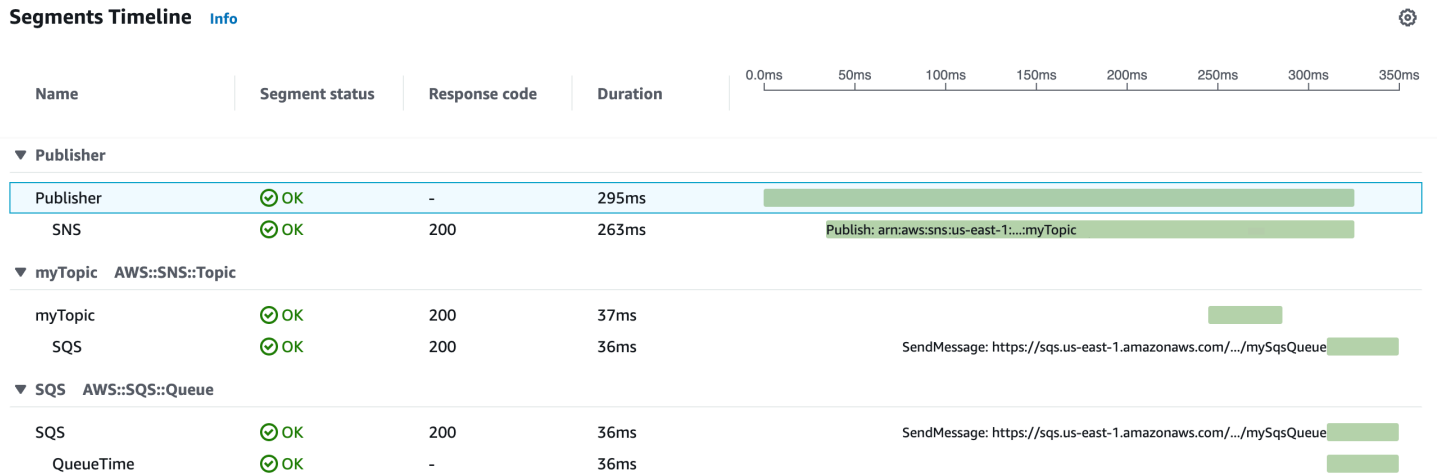 Segments Timeline Info
0.0ms 50ms 100ms 150ms 200ms 250ms 300ms 350ms
Name Segment status Response code Duration
Publisher
Publisher OK - 295ms
SNS OK 200 263ms Publish: arn:aws:sns:us-east-1:...:myTopic
myTopic AWS::SNS::Topic
myTopic OK 200 37ms
SQS OK 200 36ms SendMessage: https://sqs.us-east-1.amazonaws.com/.../mySqsQueue
SQS AWS::SQS::Queue
SQS OK 200 36ms SendMessage: https://sqs.us-east-1.amazonaws.com/.../mySqsQueue
QueueTime OK - 36ms